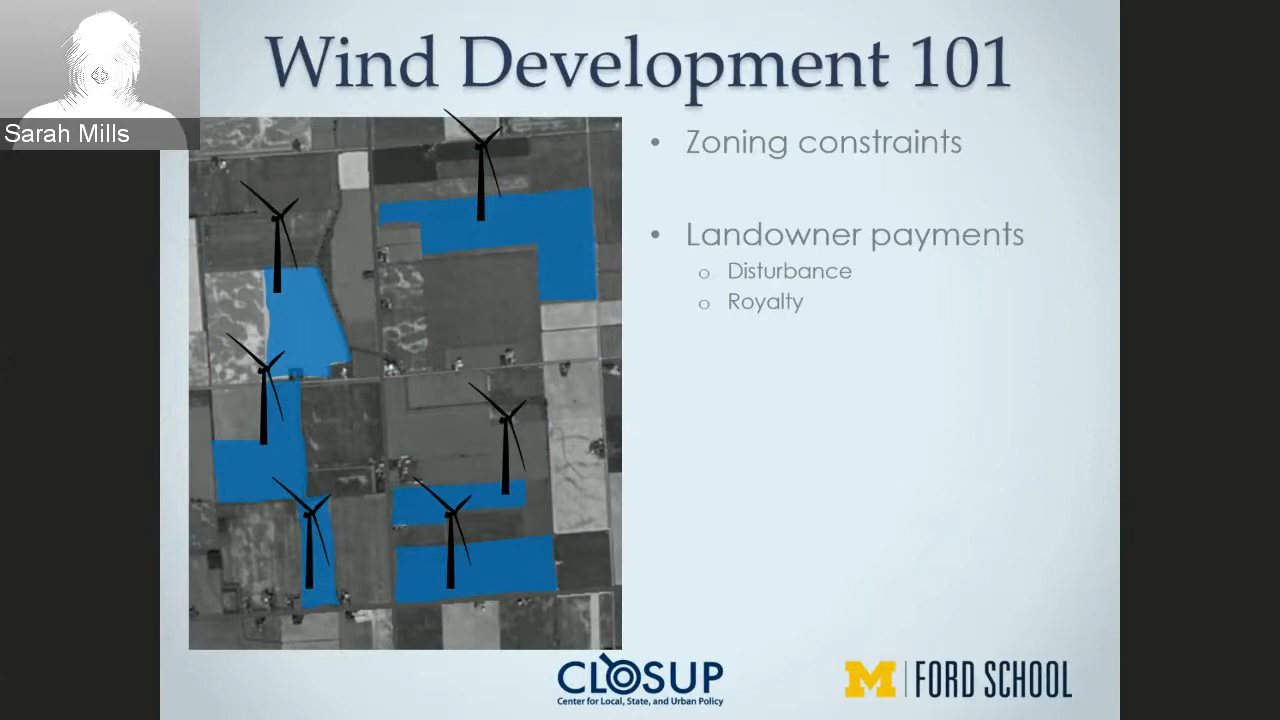 Wind Development 101
Sarah Mills
• Zoning constraints
• Landowner payments
o Disturbance
o Royalty
CLOSUP
Center for Local, State, and Urban Policy
M | FORD SCHOOL